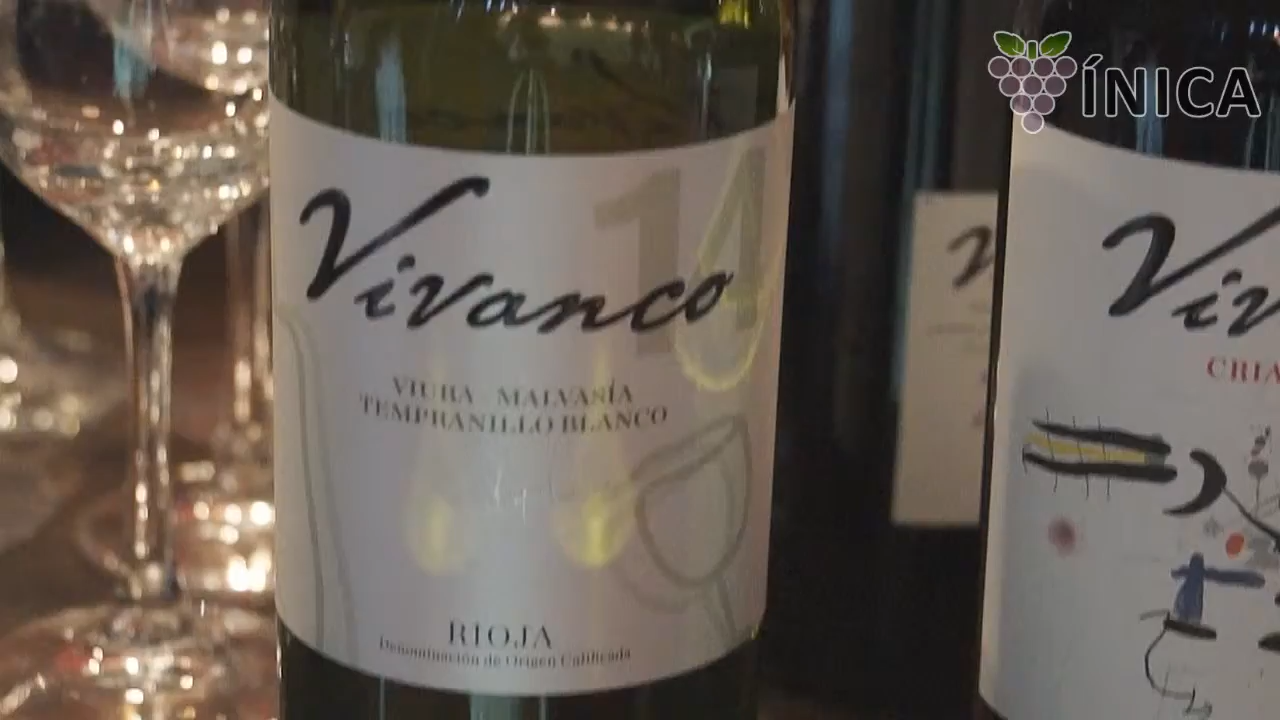 ÍNICA
14
Vivanco
VIURA MALVASÍA
TEMPRANILLO BLANCO
RIOJA
Denominación de Origen Calificada